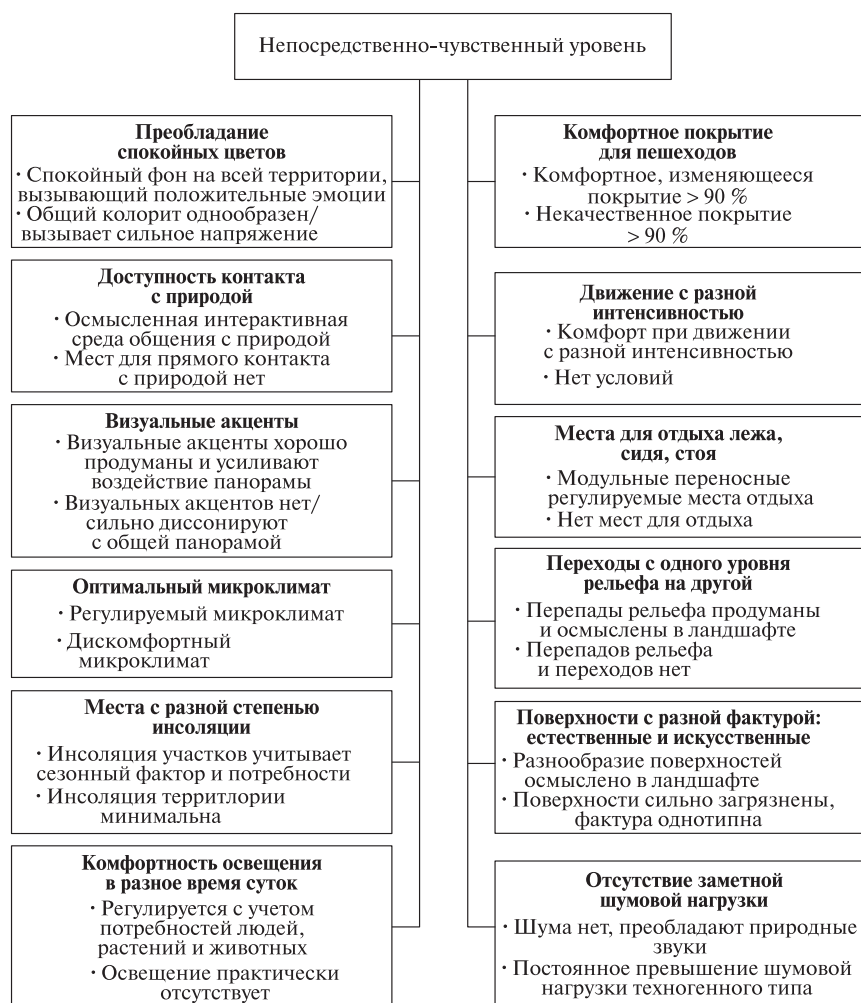 Непосредственно-чувственный уровень
Преобладание
спокойных цветов
· Спокойный фон на всей территории,
вызывающий положительные эмоции
· Общий колорит однообразен/
вызывает сильное напряжение
Доступность контакта
с природой
· Осмысленная интерактивная
среда общения с природой
· Мест для прямого контакта
с природой нет
Визуальные акценты
· Визуальные акценты хорошо
продуманы и усиливают
воздействие панорамы
· Визуальных акцентов нет/
сильно диссонируют
с общей панорамой
Оптимальный микроклимат
· Регулируемый микроклимат
· Дискомфортный
микроклимат
Места с разной степенью
инсоляции
· Инсоляция участков учитывает
сезонный фактор и потребности
· Инсоляция территлории
минимальна
Комфортность освещения
в разное время суток
· Регулируется с учетом
потребностей людей,
растений и животных
· Освещение практически
отсутствует
Комфортное покрытие
для пешеходов
· Комфортное, изменяющееся
покрытие > 90 %
· Некачественное покрытие
> 90 %
Движение с разной
интенсивностью
· Комфорт при движении
с разной интенсивностью
· Нет условий
Места для отдыха лежа,
сидя, стоя
· Модульные переносные
регулируемые места отдыха
· Нет мест для отдыха
Переходы с одного уровня
рельефа на другой
· Перепады рельефа продуманы
и осмыслены в ландшафте
· Перепадов рельефа
и переходов нет
Поверхности с разной фактурой:
естественные и искусственные
· Разнообразие поверхностей
осмыслено в ландшафте
· Поверхности сильно загрязнены,
фактура однотипна
Отсутствие заметной
шумовой нагрузки
· Шума нет, преобладают природные
звуки
· Постоянное превышение шумовой
нагрузки техногенного типа